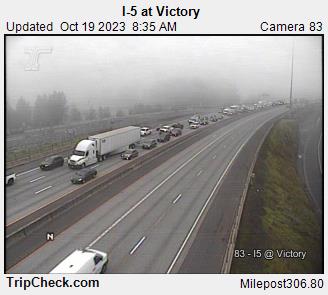 I-5 at Victory
Updated Oct 19 2023 8:35 AM Camera 83
N
83 - I5 @ Victory
TripCheck.com Milepost306.80